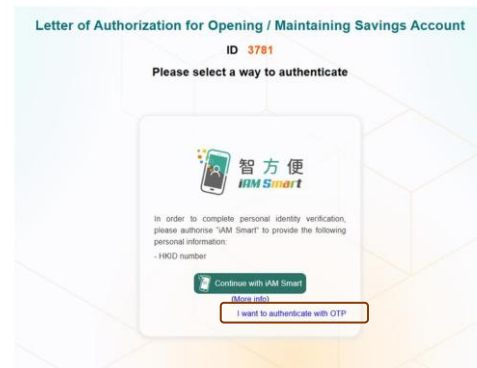 Letter of Authorization for Opening / Maintaining Savings Account
ID 3781
Please select a way to authenticate
智方便
iAM Smart
In order to complete personal identity verification,
please authorise "iAM Smart" to provide the following
personal information:
- HKID number
Continue with iAM Smart
(More info)
I want to authenticate with OTP